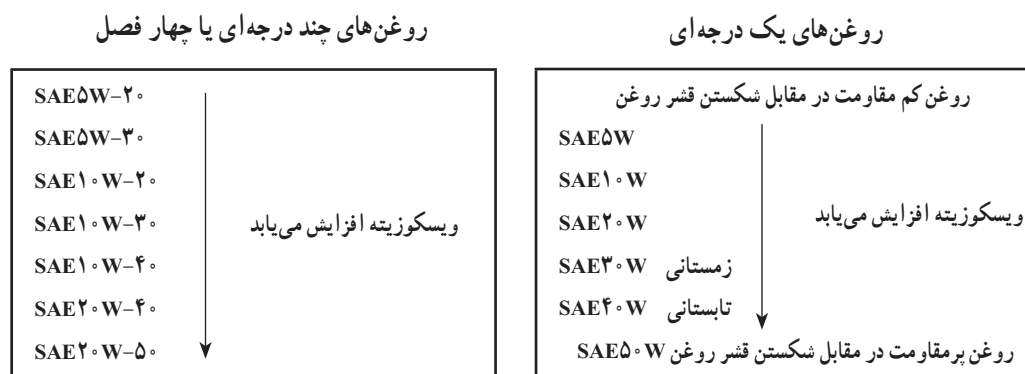 روغن‌های یک درجه‌ای
روغن کم مقاومت در مقابل شکستن قشر روغن
SAE۵W
SAE۱۰W
SAE۲۰W
ویسکوزیته افزایش می‌یابد
SAE۳۰W زمستانی
SAE۴۰W تابستانی
روغن پرمقاومت در مقابل شکستن قشر روغن SAE۵۰W
روغن‌های چند درجه‌ای یا چهار فصل
SAE۵W–۲۰
SAE۵W–۳۰
SAE۱۰W–۲۰
SAE۱۰W–۳۰
ویسکوزیته افزایش می‌یابد
SAE۱۰W–۴۰
SAE۲۰W–۴۰
SAE۲۰W–۵۰